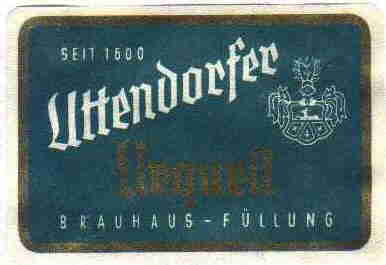 SEIT 1600
Uttendorfer
Urquell
BRAUHAUS-FÜLLUNG